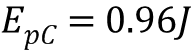 E_{pC} = 0.96J